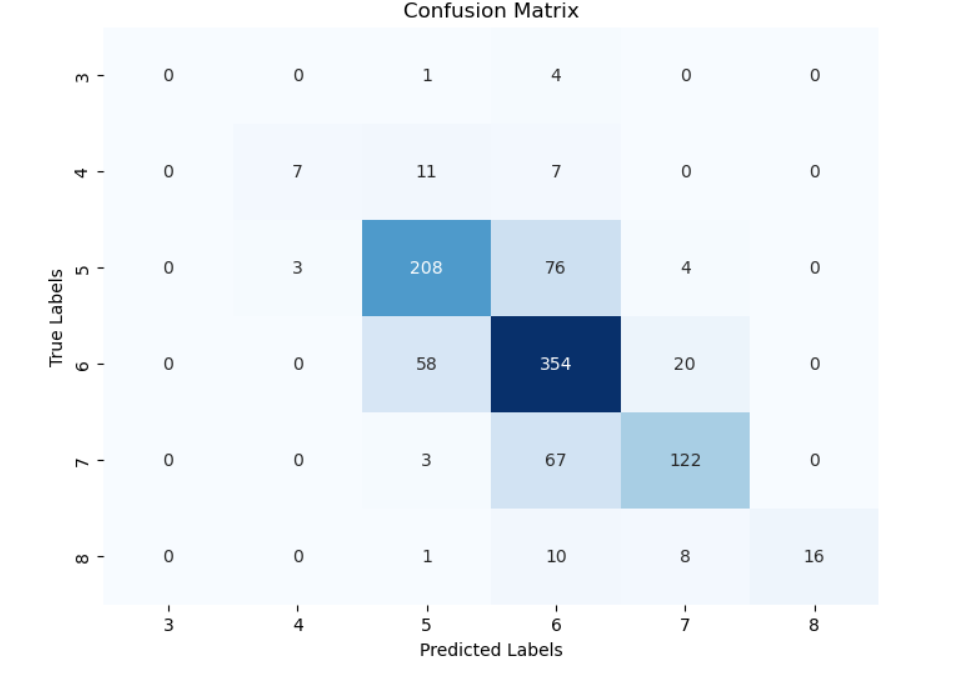 Confusion Matrix
3 0 0 1 4 0 0
4 0 7 11 7 0 0
5 0 3 208 76 4 0
6 0 0 58 354 20 0
7 0 0 3 67 122 0
8 0 0 1 10 8 16
3 4 5 6 7 8
True Labels
Predicted Labels